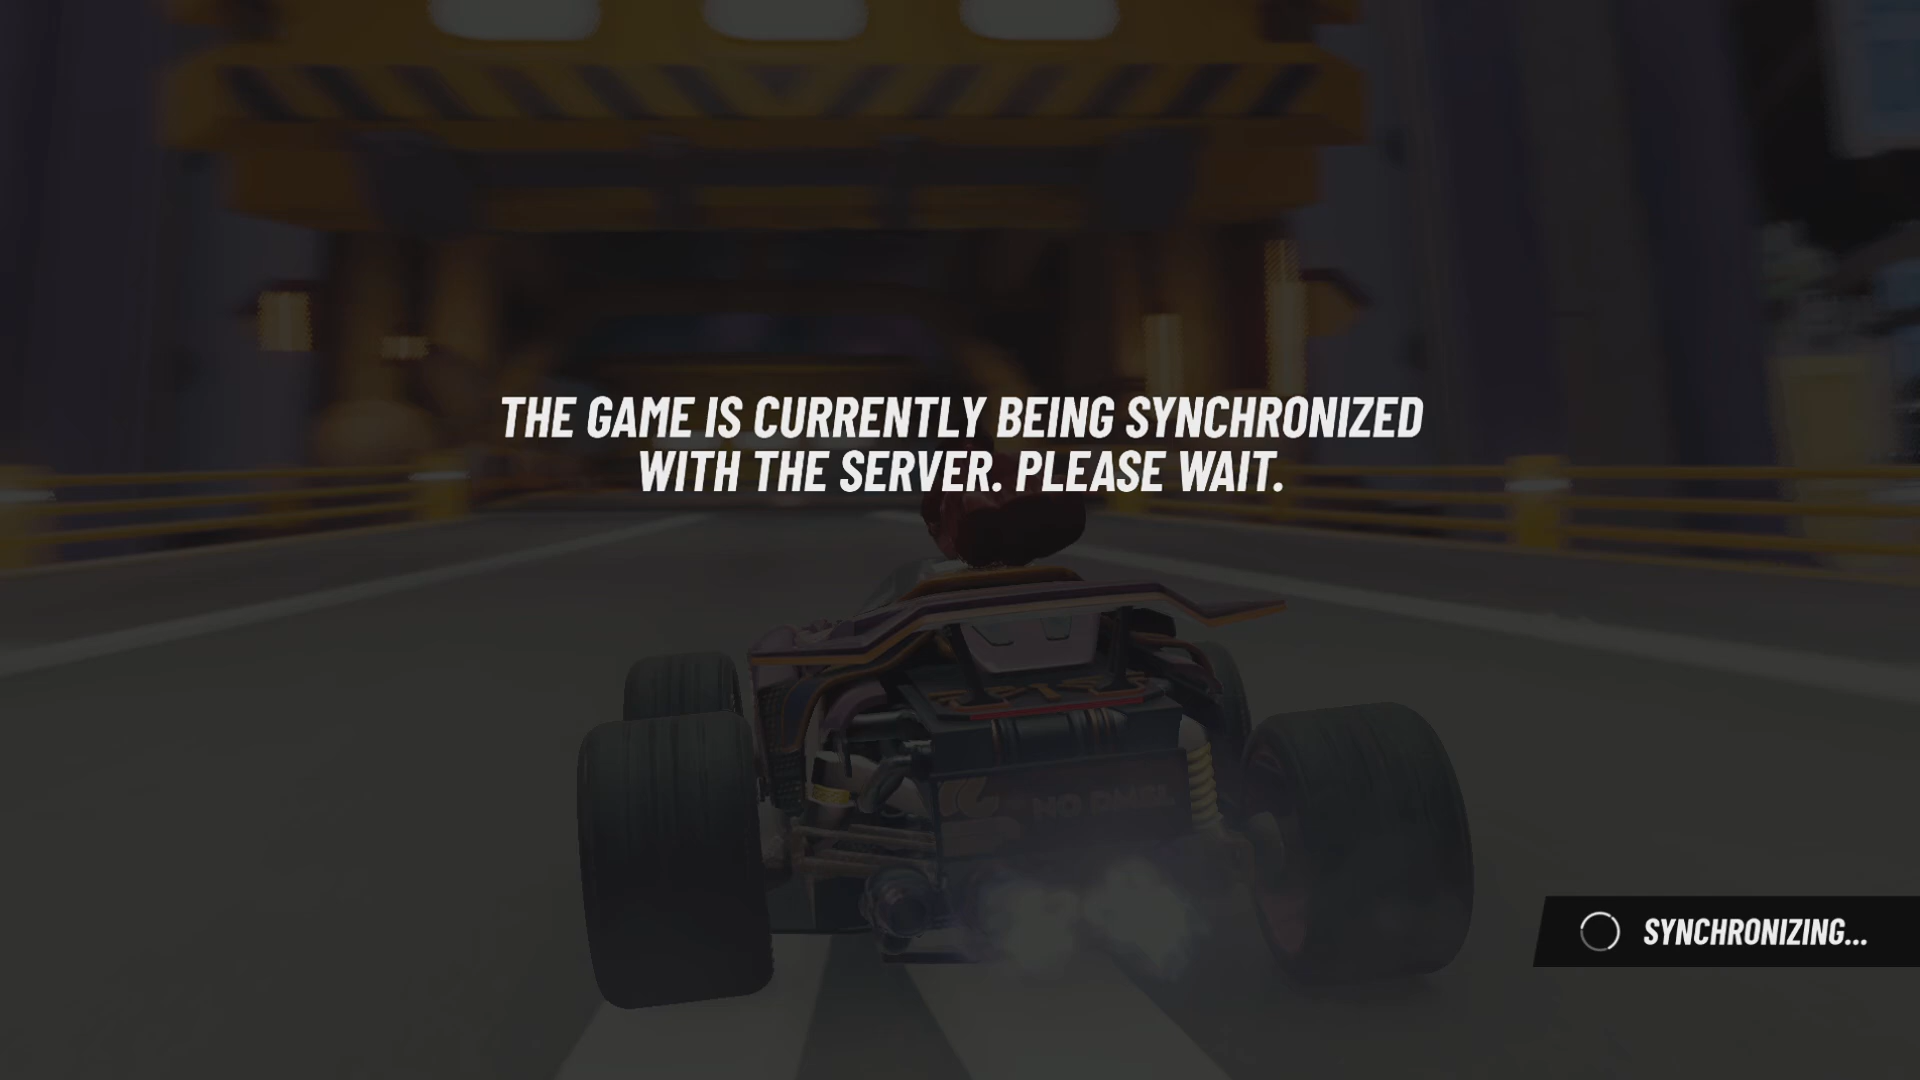 THE GAME IS CURRENTLY BEING SYNCHRONIZED
WITH THE SERVER. PLEASE WAIT.
SYNCHRONIZING...